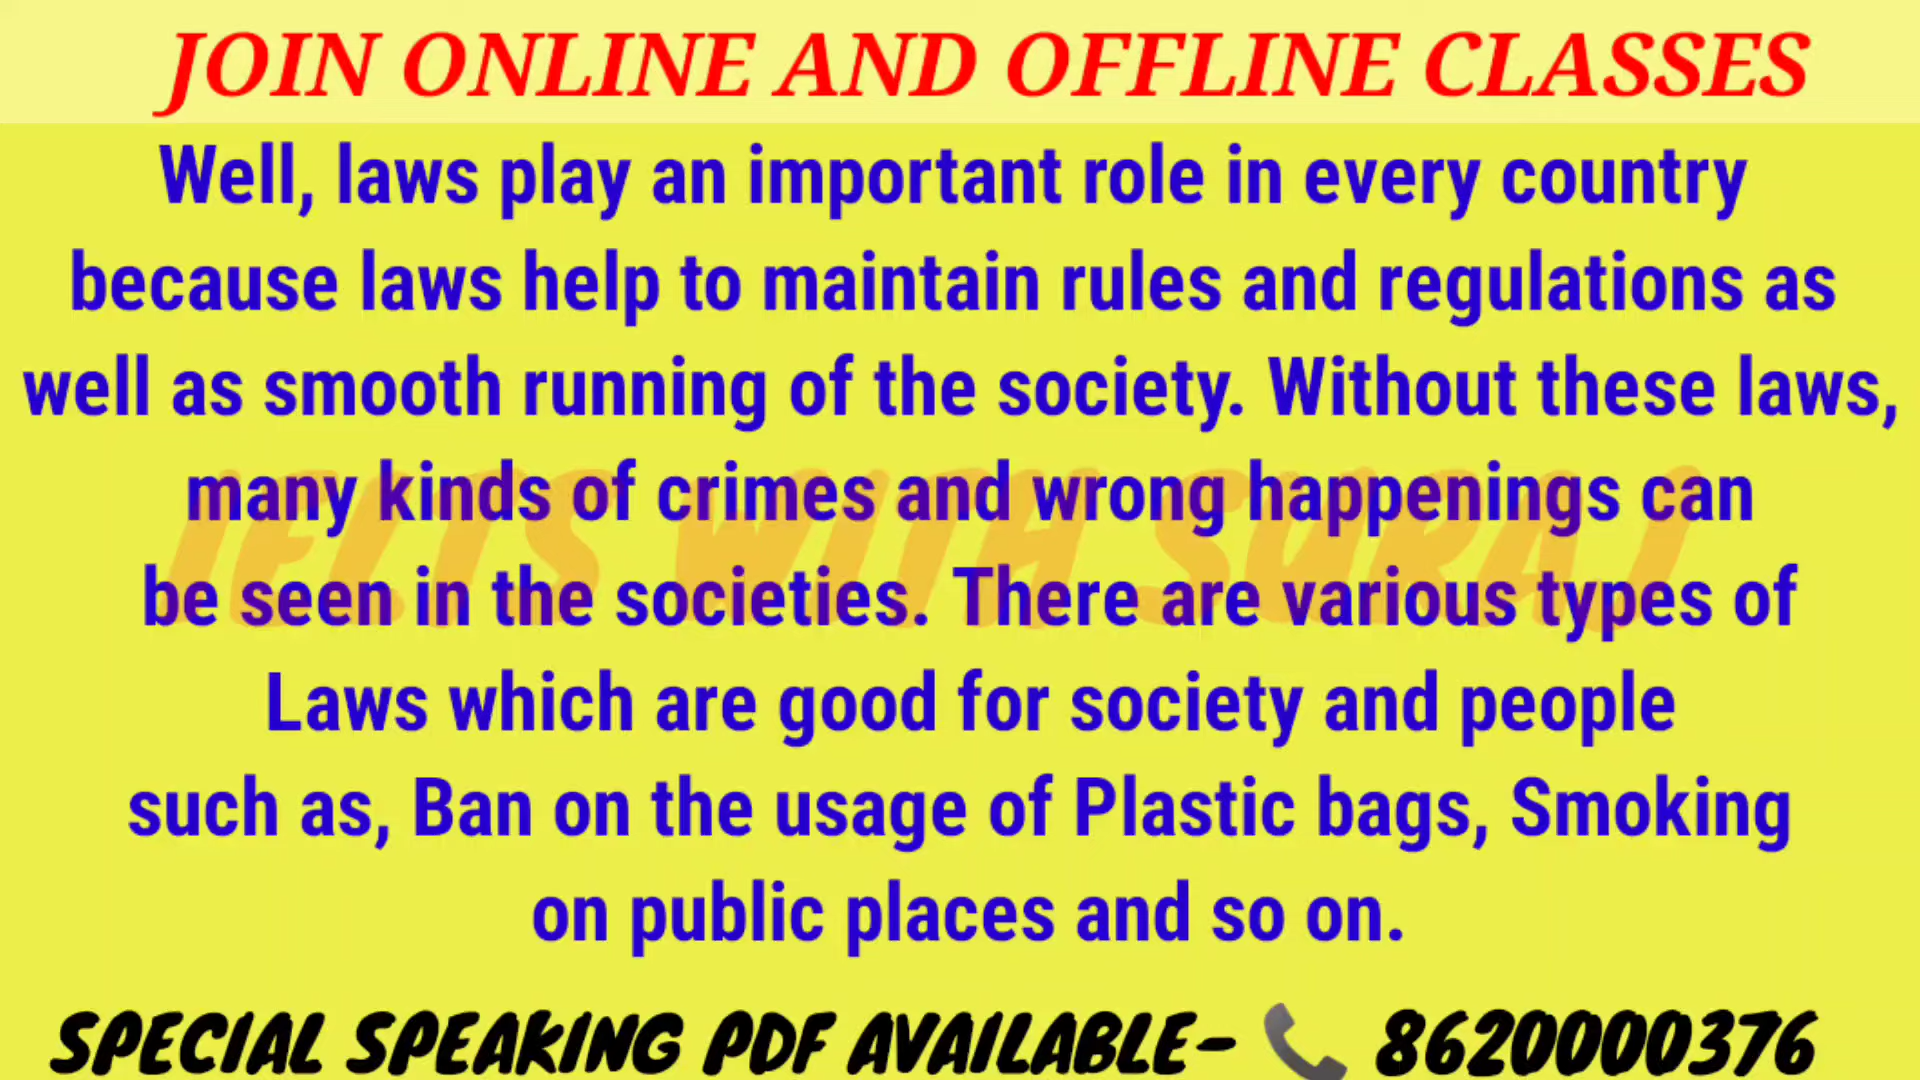 JOIN ONLINE AND OFFLINE CLASSES
Well, laws play an important role in every country
because laws help to maintain rules and regulations as
well as smooth running of the society. Without these laws,
many kinds of crimes and wrong happenings can
IELTS WITH SURAJ
be seen in the societies. There are various types of
Laws which are good for society and people
such as, Ban on the usage of Plastic bags, Smoking
on public places and so on.
SPECIAL SPEAKING PDF AVAILABLE- 📞 8620000376